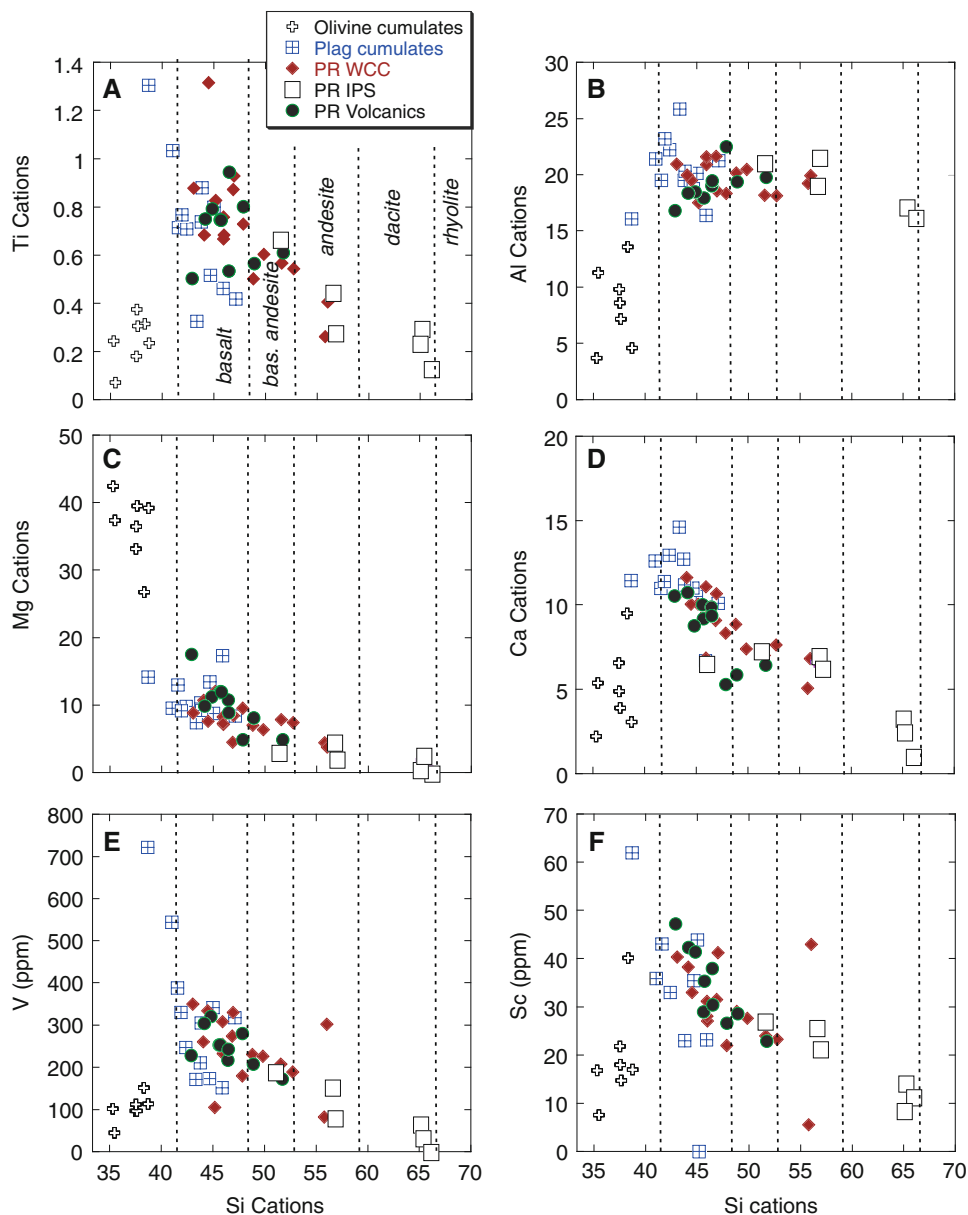 Olivine cumulates
Plag cumulates
PR WCC
PR IPS
PR Volcanics
A
1.4
1.2
1
0.8
0.6
0.4
0.2
0
Ti Cations
basalt
bas. andesite
andesite
dacite
rhyolite
B
30
25
20
15
10
5
0
Al Cations
C
50
40
30
20
10
0
Mg Cations
D
20
15
10
5
0
Ca Cations
E
800
700
600
500
400
300
200
100
0
V (ppm)
35 40 45 50 55 60 65 70
Si Cations
F
70
60
50
40
30
20
10
0
Sc (ppm)
35 40 45 50 55 60 65 70
Si cations